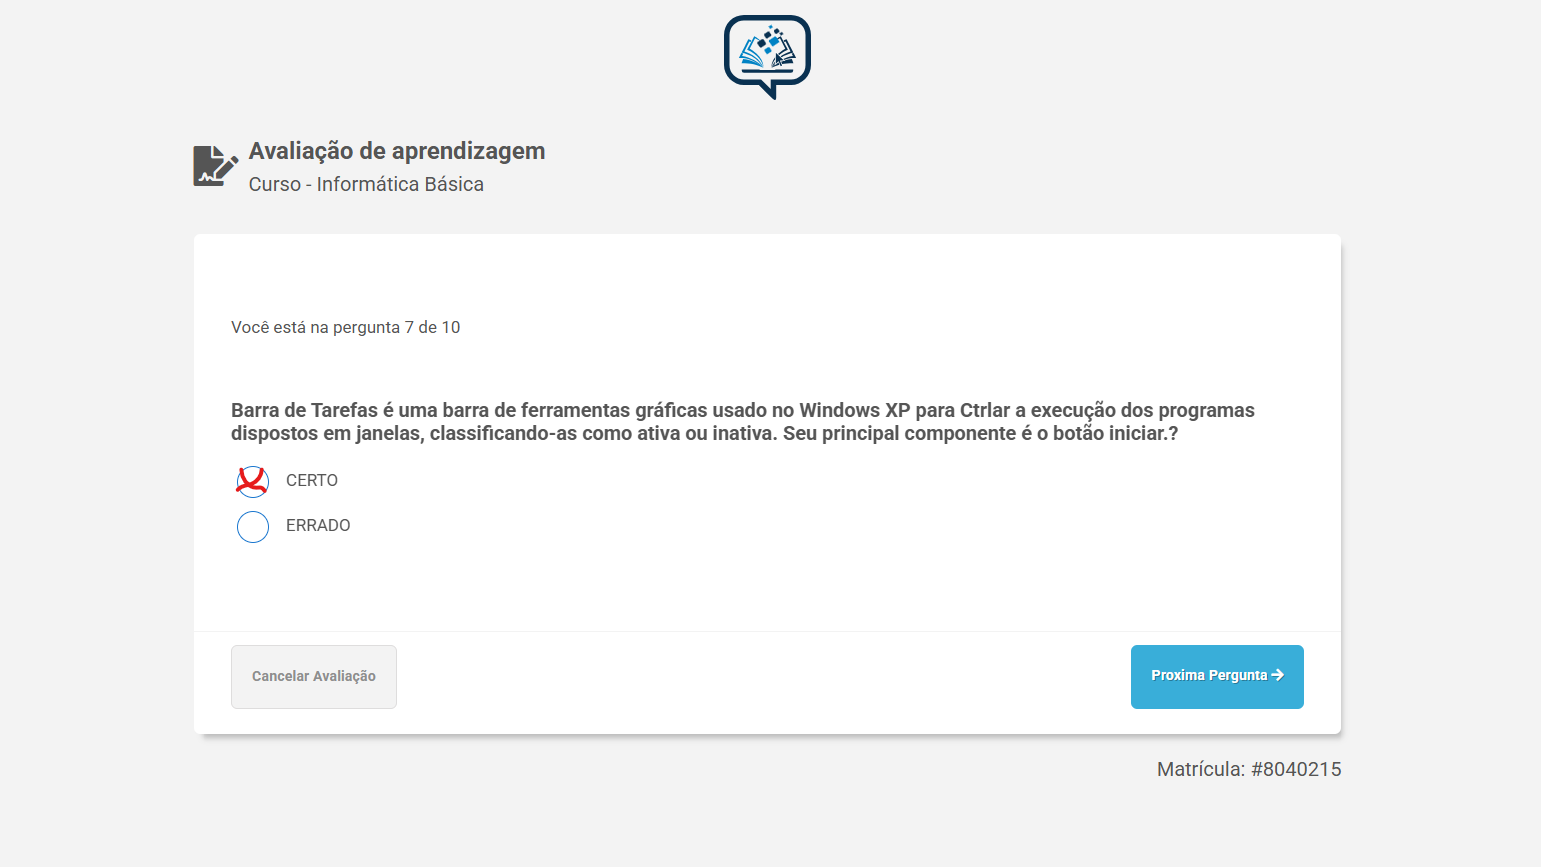 Avaliação de aprendizagem
Curso - Informática Básica
Você está na pergunta 7 de 10
Barra de Tarefas é uma barra de ferramentas gráficas usado no Windows XP para Ctrlar a execução dos programas
dispostos em janelas, classificando-as como ativa ou inativa. Seu principal componente é o botão iniciar.?
CERTO
ERRADO
Cancelar Avaliação
Proxima Pergunta
Matrícula: #8040215